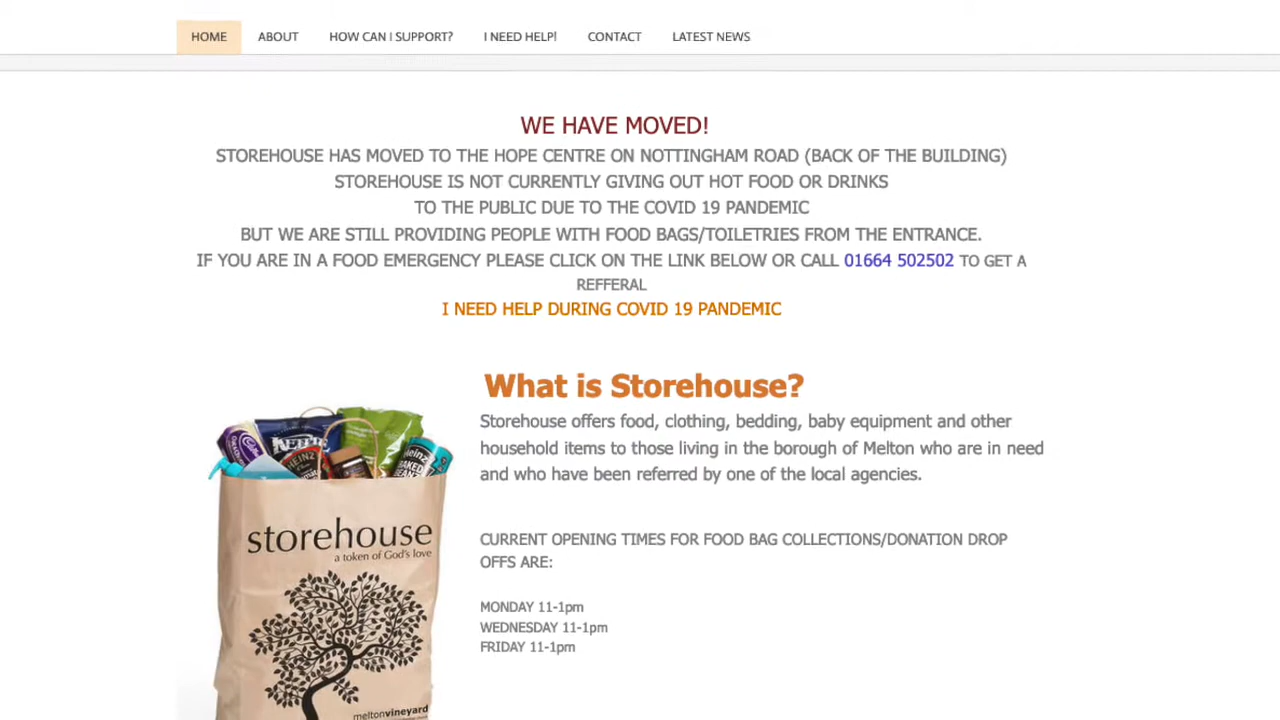 HOME ABOUT HOW CAN I SUPPORT? I NEED HELP! CONTACT LATEST NEWS
WE HAVE MOVED!
STOREHOUSE HAS MOVED TO THE HOPE CENTRE ON NOTTINGHAM ROAD (BACK OF THE BUILDING)
STOREHOUSE IS NOT CURRENTLY GIVING OUT HOT FOOD OR DRINKS
TO THE PUBLIC DUE TO THE COVID 19 PANDEMIC
BUT WE ARE STILL PROVIDING PEOPLE WITH FOOD BAGS/TOILETRIES FROM THE ENTRANCE.
IF YOU ARE IN A FOOD EMERGENCY PLEASE CLICK ON THE LINK BELOW OR CALL 01664 502502 TO GET A
REFFERAL
I NEED HELP DURING COVID 19 PANDEMIC
What is Storehouse?
Storehouse offers food, clothing, bedding, baby equipment and other
household items to those living in the borough of Melton who are in need
and who have been referred by one of the local agencies.
CURRENT OPENING TIMES FOR FOOD BAG COLLECTIONS/DONATION DROP
OFFS ARE:
MONDAY 11-1pm
WEDNESDAY 11-1pm
FRIDAY 11-1pm
HEINZ
HEINZ
BAKED
storehouse
a token of God's love
meltonvineyard